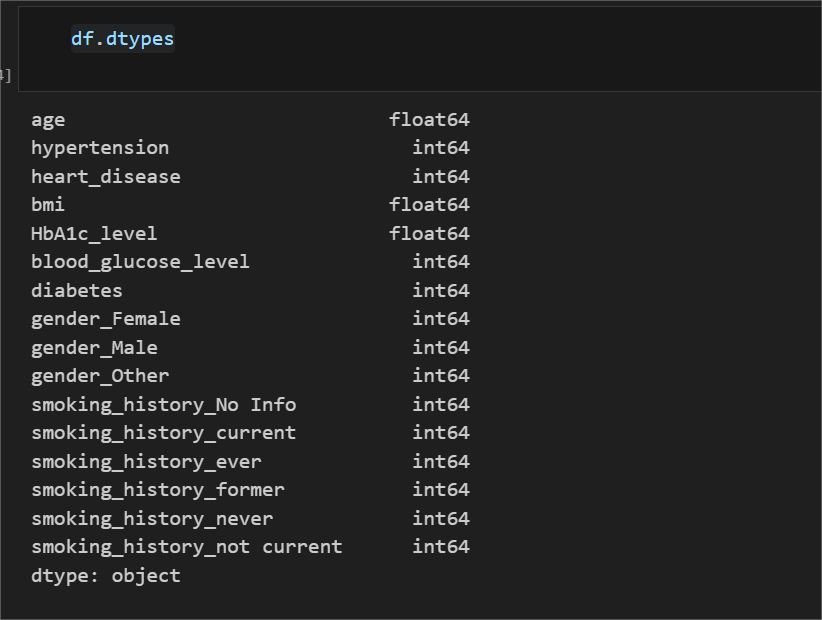 df.dtypes
4]
age float64
hypertension int64
heart_disease int64
bmi float64
HbA1c_level float64
blood_glucose_level int64
diabetes int64
gender_Female int64
gender_Male int64
gender_Other int64
smoking_history_No Info int64
smoking_history_current int64
smoking_history_ever int64
smoking_history_former int64
smoking_history_never int64
smoking_history_not current int64
dtype: object